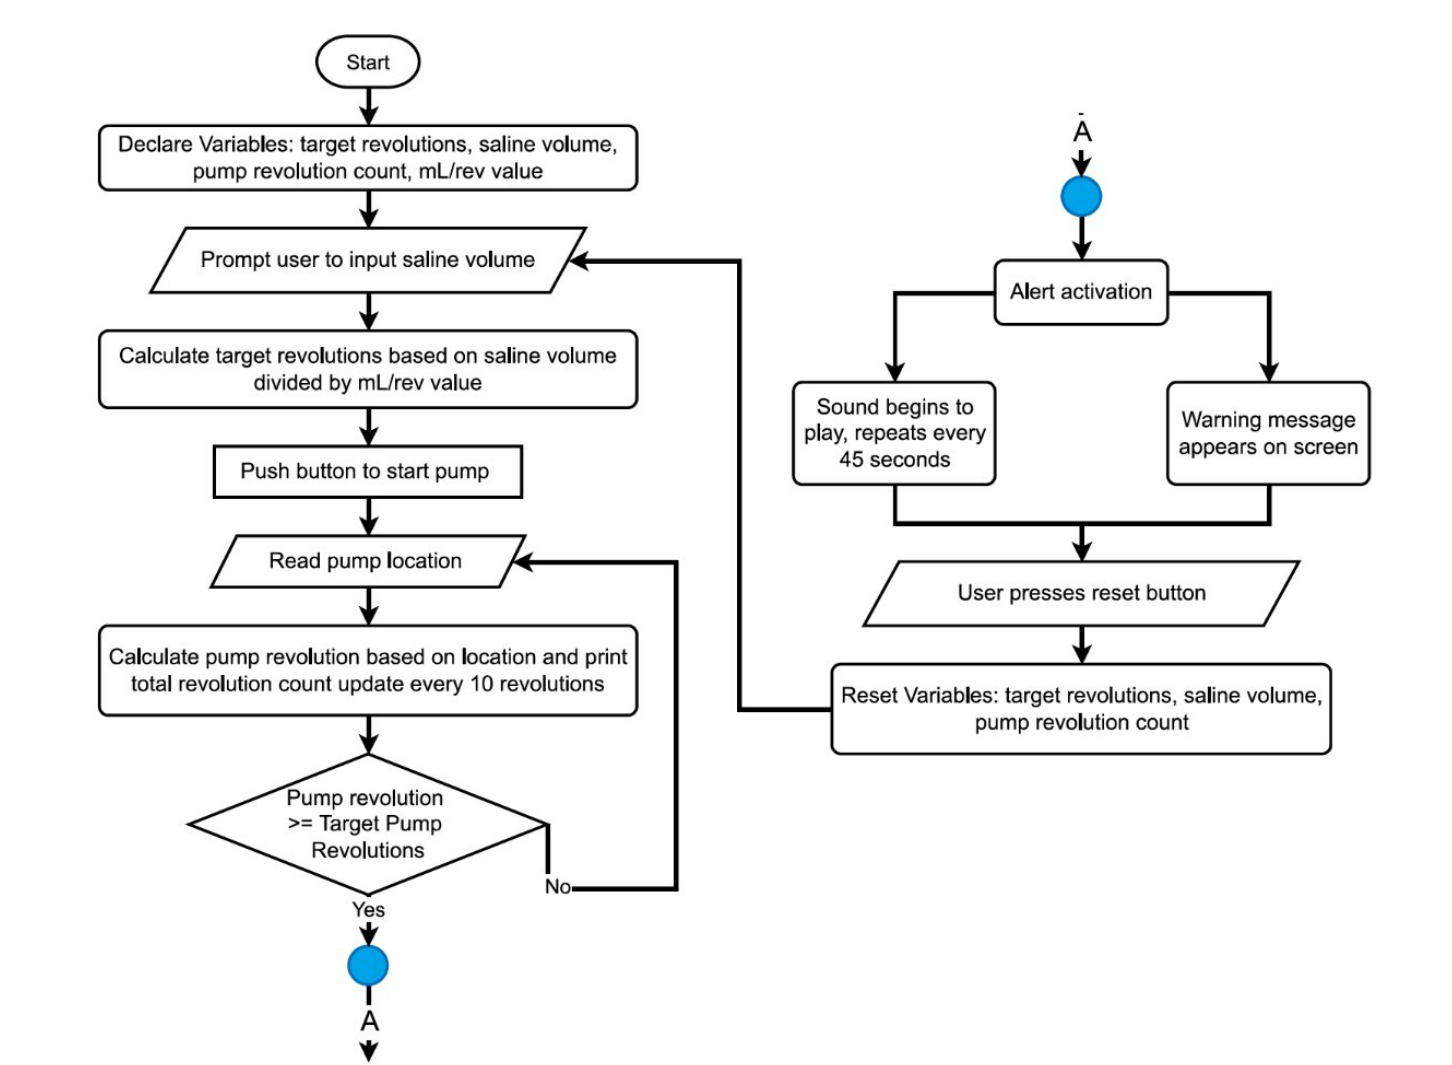 Start
Declare Variables: target revolutions, saline volume,
pump revolution count, mL/rev value
Prompt user to input saline volume
Calculate target revolutions based on saline volume
divided by mL/rev value
Push button to start pump
Read pump location
Calculate pump revolution based on location and print
total revolution count update every 10 revolutions
Pump revolution
>= Target Pump
Revolutions
No
Yes
A
A
Alert activation
Sound begins to
play, repeats every
45 seconds
Warning message
appears on screen
User presses reset button
Reset Variables: target revolutions, saline volume,
pump revolution count